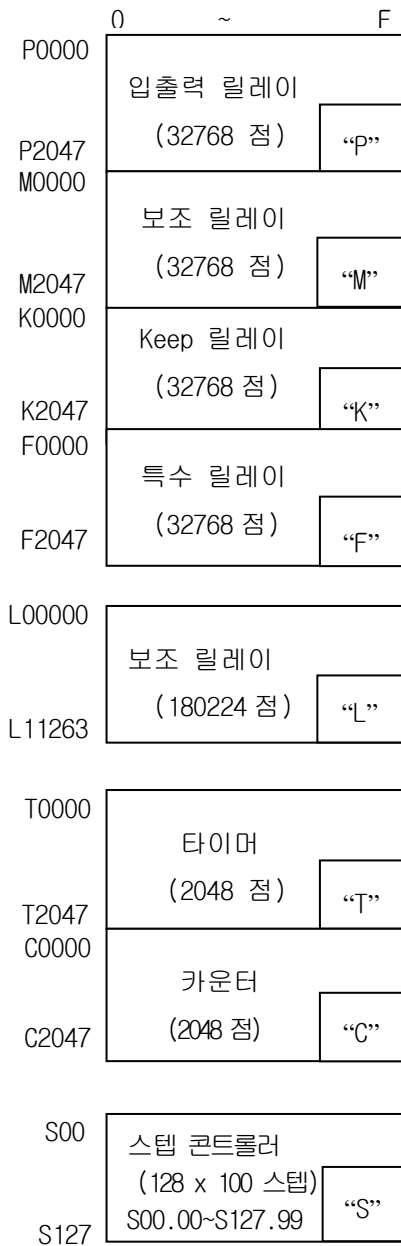 0 ~ F
P0000
입출력 릴레이
(32768 점)
“P”
P2047
M0000
보조 릴레이
(32768 점)
“M”
M2047
K0000
Keep 릴레이
(32768 점)
“K”
K2047
F0000
특수 릴레이
(32768 점)
“F”
F2047
L00000
보조 릴레이
(180224 점)
“L”
L11263
T0000
타이머
(2048 점)
“T”
T2047
C0000
카운터
(2048 점)
“C”
C2047
S00
스텝 콘트롤러
(128 x 100 스텝)
S00.00~S127.99
“S”
S127